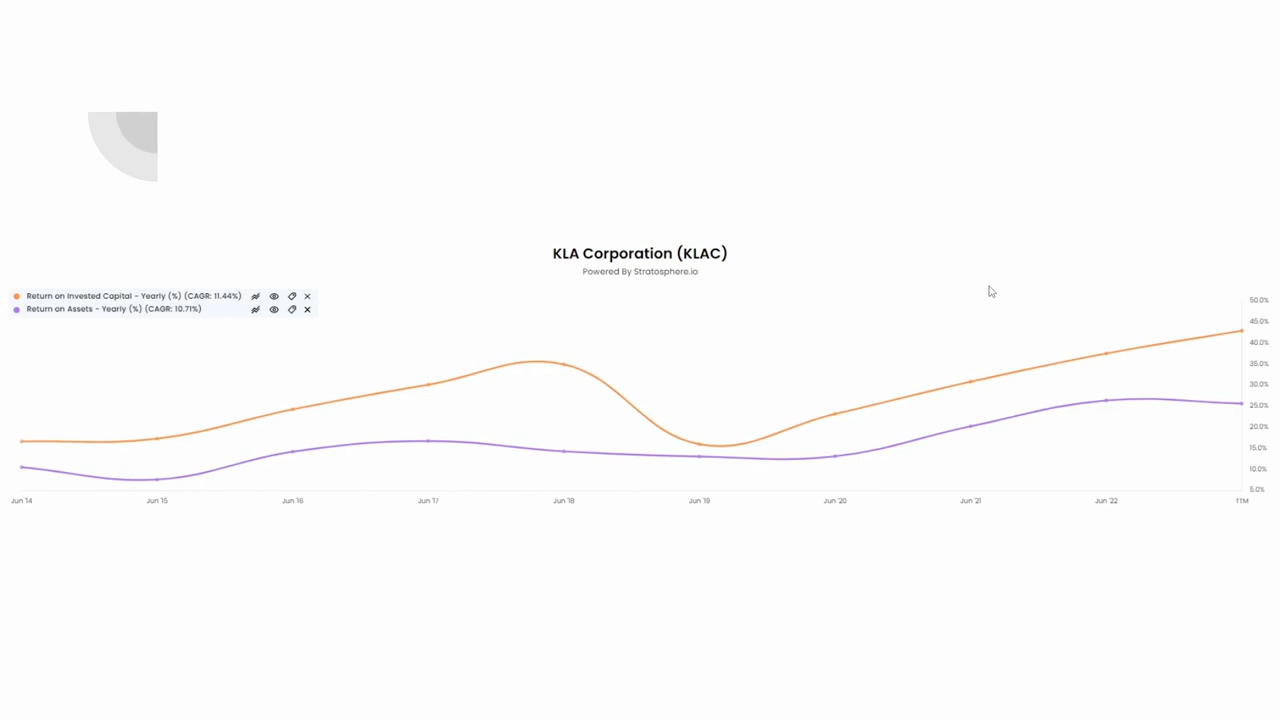 KLA Corporation (KLAC)
Powered By Stratosphere.io
Return on Invested Capital - Yearly (%) (CAGR: 11.44%)
Return on Assets - Yearly (%) (CAGR: 10.71%)
50.0%
45.0%
40.0%
35.0%
30.0%
25.0%
20.0%
15.0%
10.0%
5.0%
Jun '14 Jun '15 Jun '16 Jun '17 Jun '18 Jun '19 Jun '20 Jun '21 Jun '22 TTM